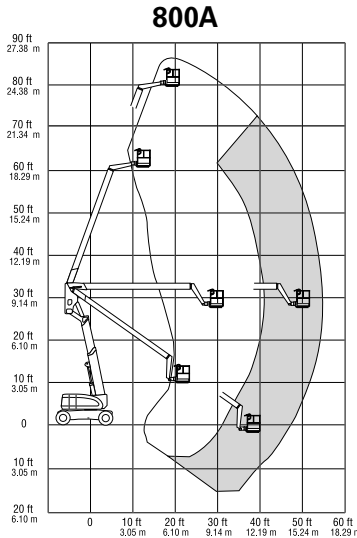 800A
90 ft
27.38 m
80 ft
24.38 m
70 ft
21.34 m
60 ft
18.29 m
50 ft
15.24 m
40 ft
12.19 m
30 ft
9.14 m
20 ft
6.10 m
10 ft
3.05 m
0
10 ft
3.05 m
20 ft
6.10 m
0 10 ft 20 ft 30 ft 40 ft 50 ft 60 ft
3.05 m 6.10 m 9.14 m 12.19 m 15.24 m 18.29 m